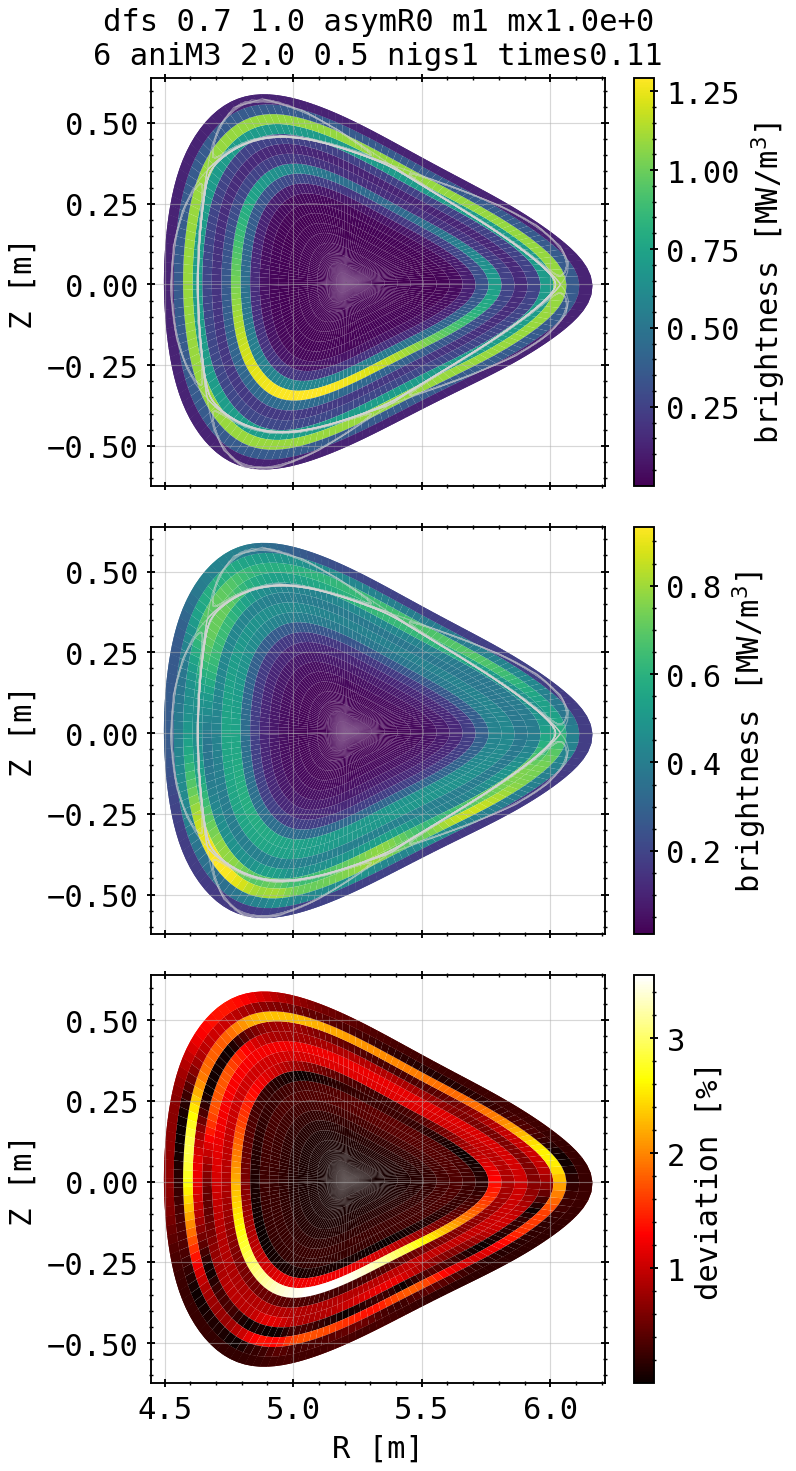 dfs 0.7 1.0 asymR0 m1 mx1.0e+0
6 aniM3 2.0 0.5 nigs1 times0.11
0.50
0.25
0.00
−0.25
−0.50
Z [m]
1.25
1.00
0.75
0.50
0.25
brightness [MW/m³]
0.50
0.25
0.00
−0.25
−0.50
Z [m]
0.8
0.6
0.4
0.2
brightness [MW/m³]
0.50
0.25
0.00
−0.25
−0.50
Z [m]
3
2
1
deviation [%]
4.5 5.0 5.5 6.0
R [m]